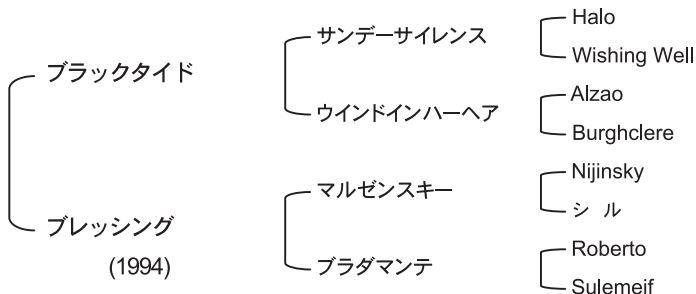 ブラックタイド
ブレッシング
(1994)
サンデーサイレンス
ウインドインハーヘア
マルゼンスキー
ブラダマンテ
Halo
Wishing Well
Alzao
Burghclere
Nijinsky
シ ル
Roberto
Sulemeif